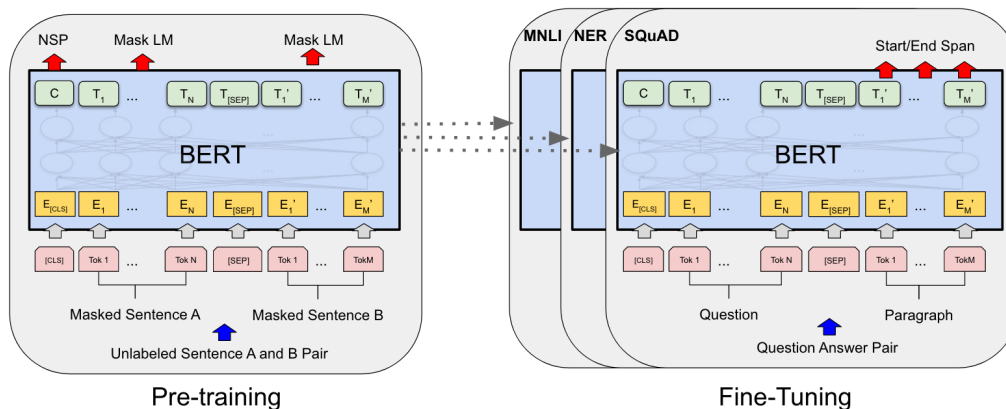 NSP Mask LM Mask LM
C T1 ... TN T[SEP] T1' ... TM'
...
...
BERT
E[CLS] E1 ... EN E[SEP] E1' ... EM'
[CLS] Tok 1 ... Tok N [SEP] Tok 1 ... TokM
Masked Sentence A Masked Sentence B
Unlabeled Sentence A and B Pair
Pre-training
MNLI NER SQuAD
Start/End Span
C T1 ... TN T[SEP] T1' ... TM'
...
...
BERT
E[CLS] E1 ... EN E[SEP] E1' ... EM'
[CLS] Tok 1 ... Tok N [SEP] Tok 1 ... TokM
Question Paragraph
Question Answer Pair
Fine-Tuning